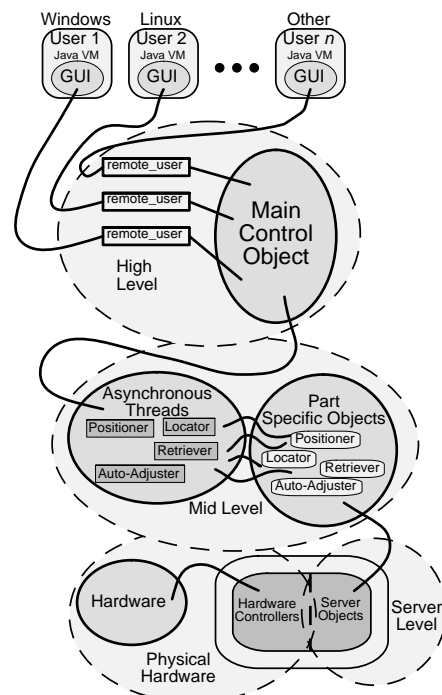 Windows
Linux
Other
User 1
User 2
User n
Java VM
Java VM
Java VM
GUI
GUI
GUI
remote_user
remote_user
remote_user
Main
Control
Object
High
Level
Asynchronous
Threads
Positioner
Locator
Retriever
Auto-Adjuster
Part
Specific Objects
Positioner
Locator
Retriever
Auto-Adjuster
Mid Level
Hardware
Hardware
Controllers
Server
Objects
Server
Level
Physical
Hardware